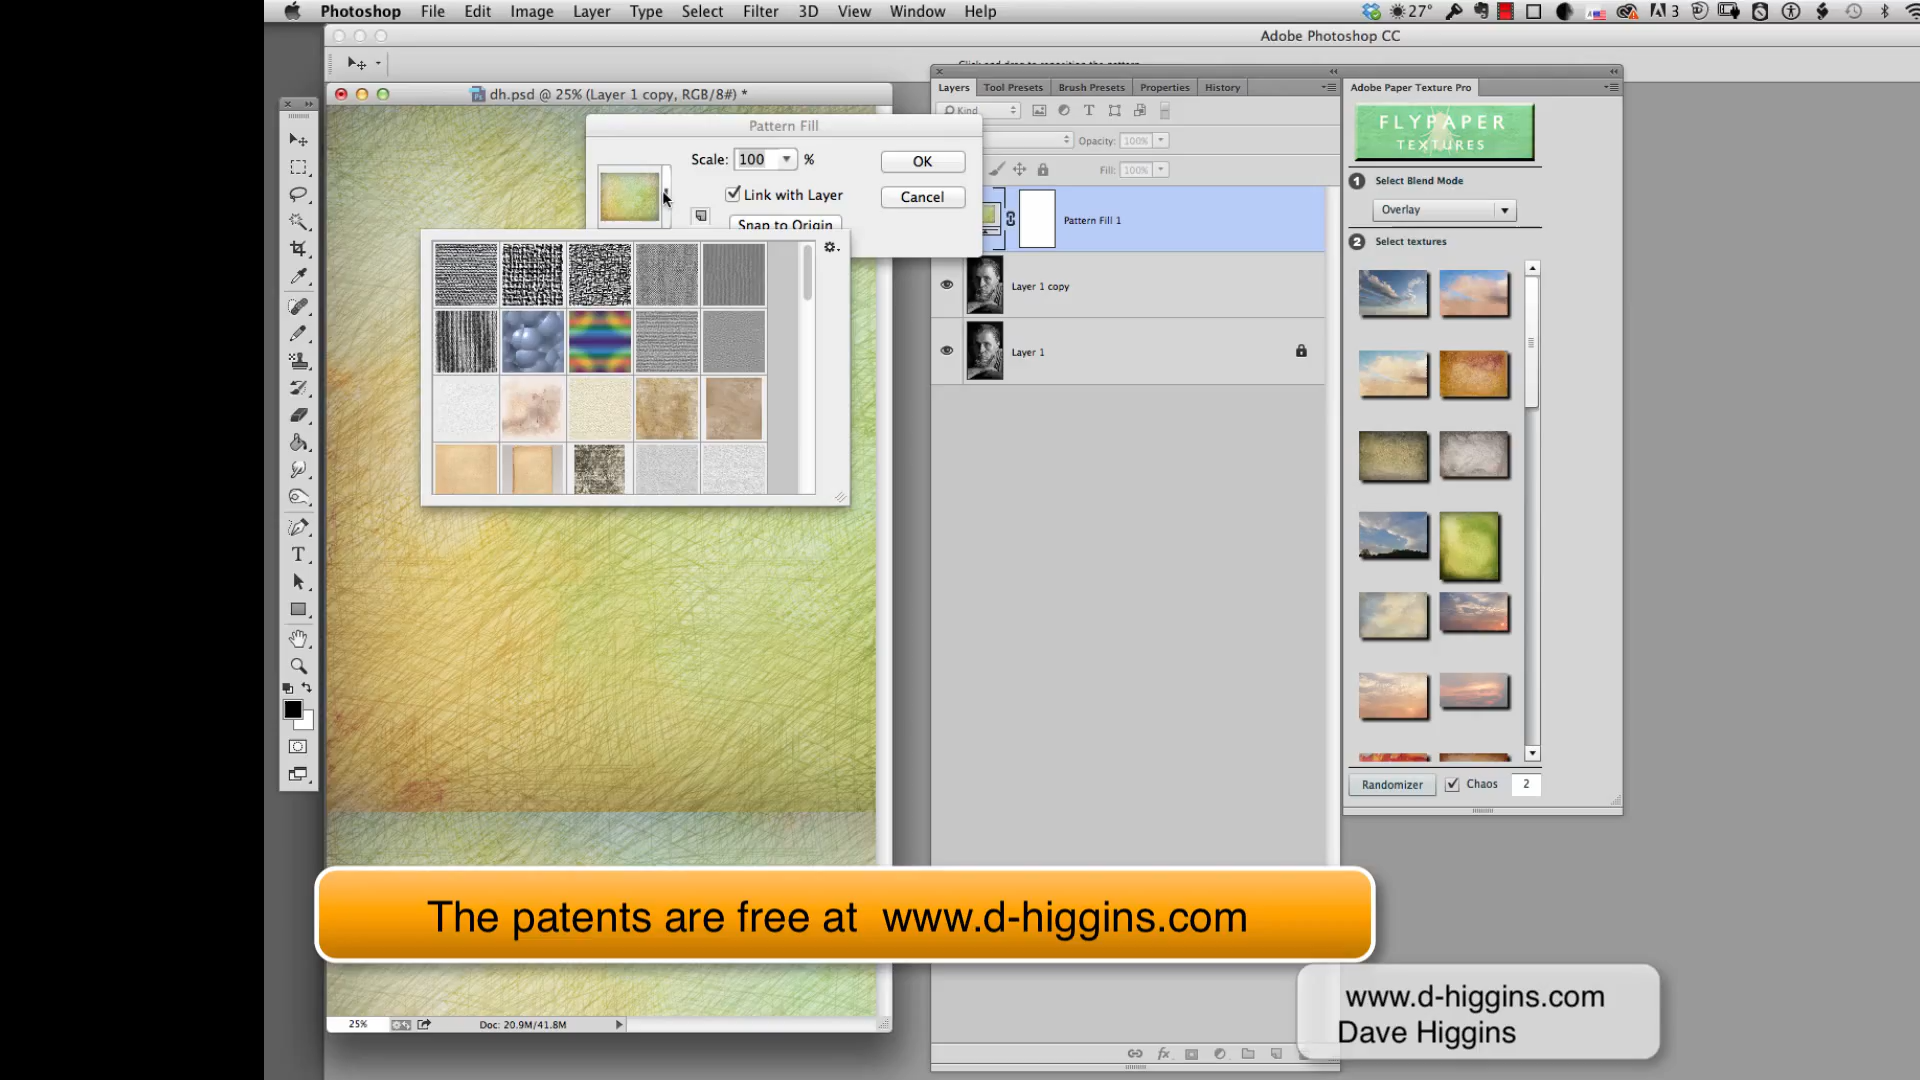 Photoshop File Edit Image Layer Type Select Filter 3D View Window Help
27°
3
Adobe Photoshop CC
dh.psd @ 25% (Layer 1 copy, RGB/8#) *
Pattern Fill
Scale: 100 %
OK
Link with Layer
Cancel
Snap to Origin
Layers Tool Presets Brush Presets Properties History
Kind
Opacity: 100%
Fill: 100%
Pattern Fill 1
Layer 1 copy
Layer 1
Adobe Paper Texture Pro
FLYPAPER
TEXTURES
1 Select Blend Mode
Overlay
2 Select textures
Randomizer Chaos 2
The patents are free at www.d-higgins.com
www.d-higgins.com
Dave Higgins
25% Doc: 20.9M/41.8M
fx